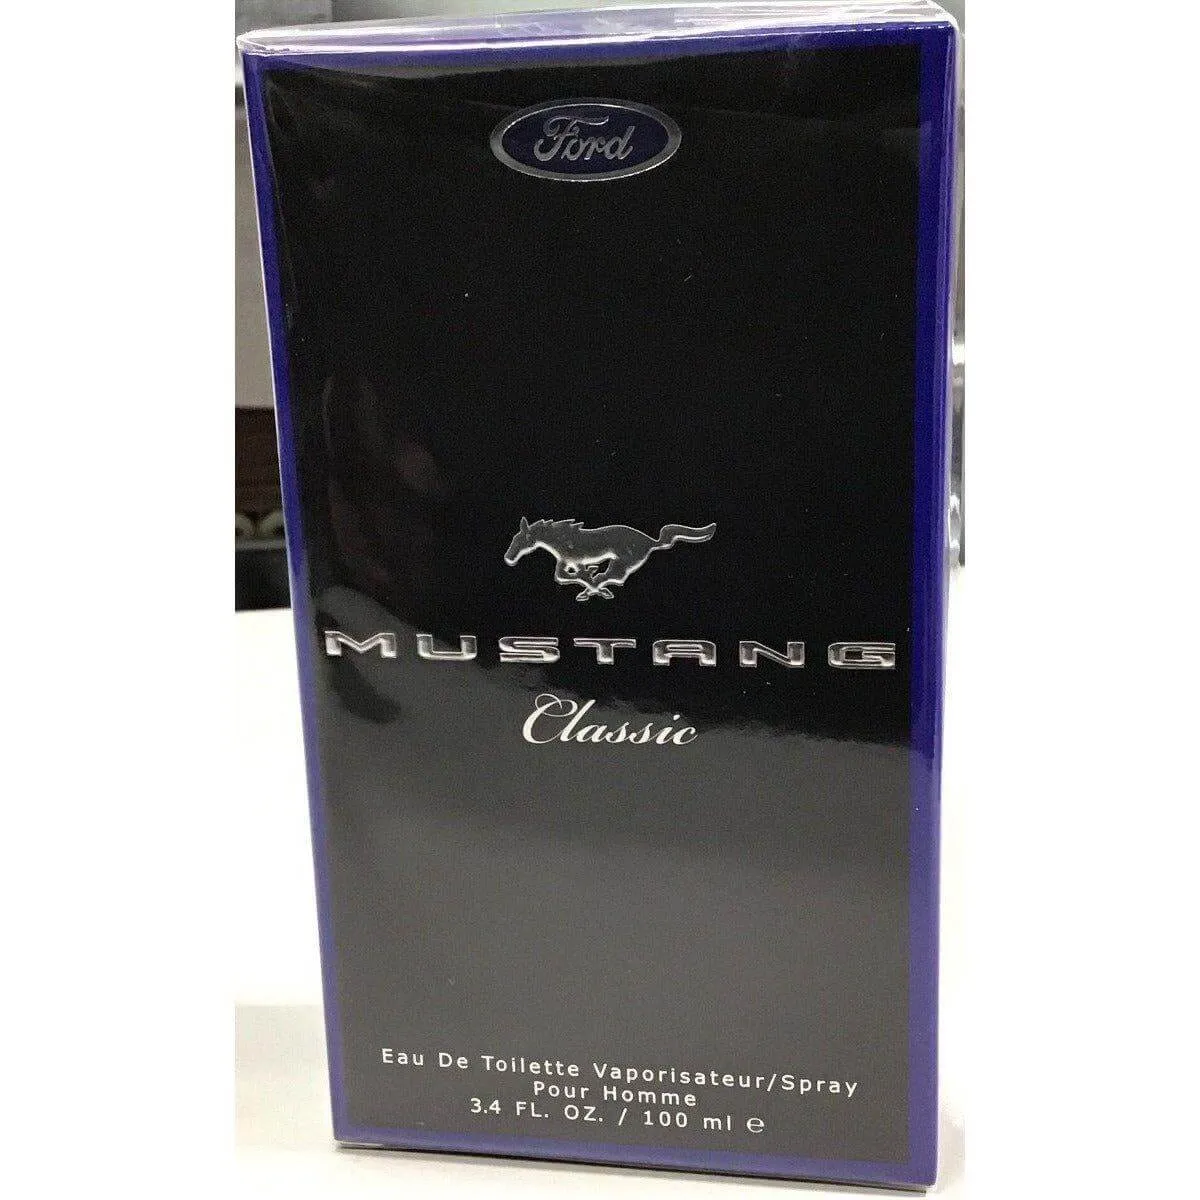 Ford
MUSTANG
Classic
Eau De Toilette Vaporisateur/Spray
Pour Homme
3.4 FL. OZ. / 100 ml ℮